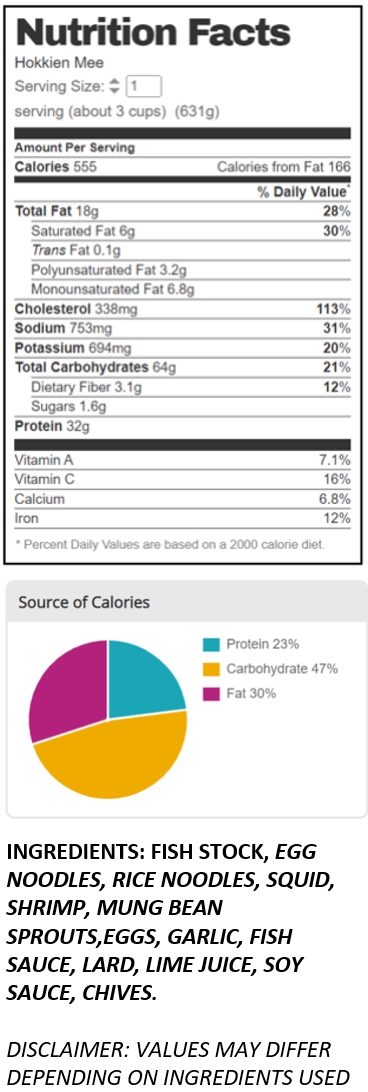 Nutrition Facts
Hokkien Mee
Serving Size: 1
serving (about 3 cups) (631g)
Amount Per Serving
Calories 555 Calories from Fat 166
% Daily Value*
Total Fat 18g 28%
Saturated Fat 6g 30%
Trans Fat 0.1g
Polyunsaturated Fat 3.2g
Monounsaturated Fat 6.8g
Cholesterol 338mg 113%
Sodium 753mg 31%
Potassium 694mg 20%
Total Carbohydrates 64g 21%
Dietary Fiber 3.1g 12%
Sugars 1.6g
Protein 32g
Vitamin A 7.1%
Vitamin C 16%
Calcium 6.8%
Iron 12%
* Percent Daily Values are based on a 2000 calorie diet.
Source of Calories
Protein 23%
Carbohydrate 47%
Fat 30%
INGREDIENTS: FISH STOCK, EGG
NOODLES, RICE NOODLES, SQUID,
SHRIMP, MUNG BEAN
SPROUTS,EGGS, GARLIC, FISH
SAUCE, LARD, LIME JUICE, SOY
SAUCE, CHIVES.
DISCLAIMER: VALUES MAY DIFFER
DEPENDING ON INGREDIENTS USED